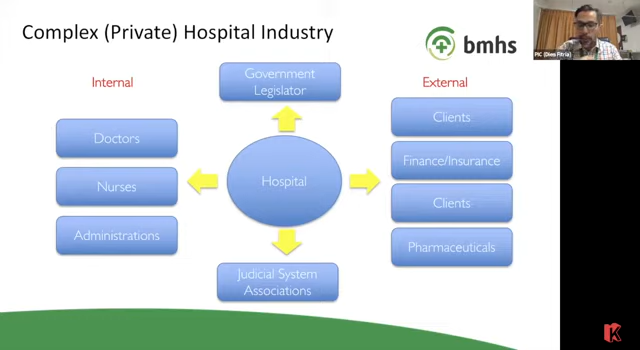 Complex (Private) Hospital Industry
bmhs
PIC (Dies Fitria)
Internal
Government
Legislator
External
Doctors
Nurses
Administrations
Hospital
Clients
Finance/Insurance
Clients
Pharmaceuticals
Judicial System
Associations
K